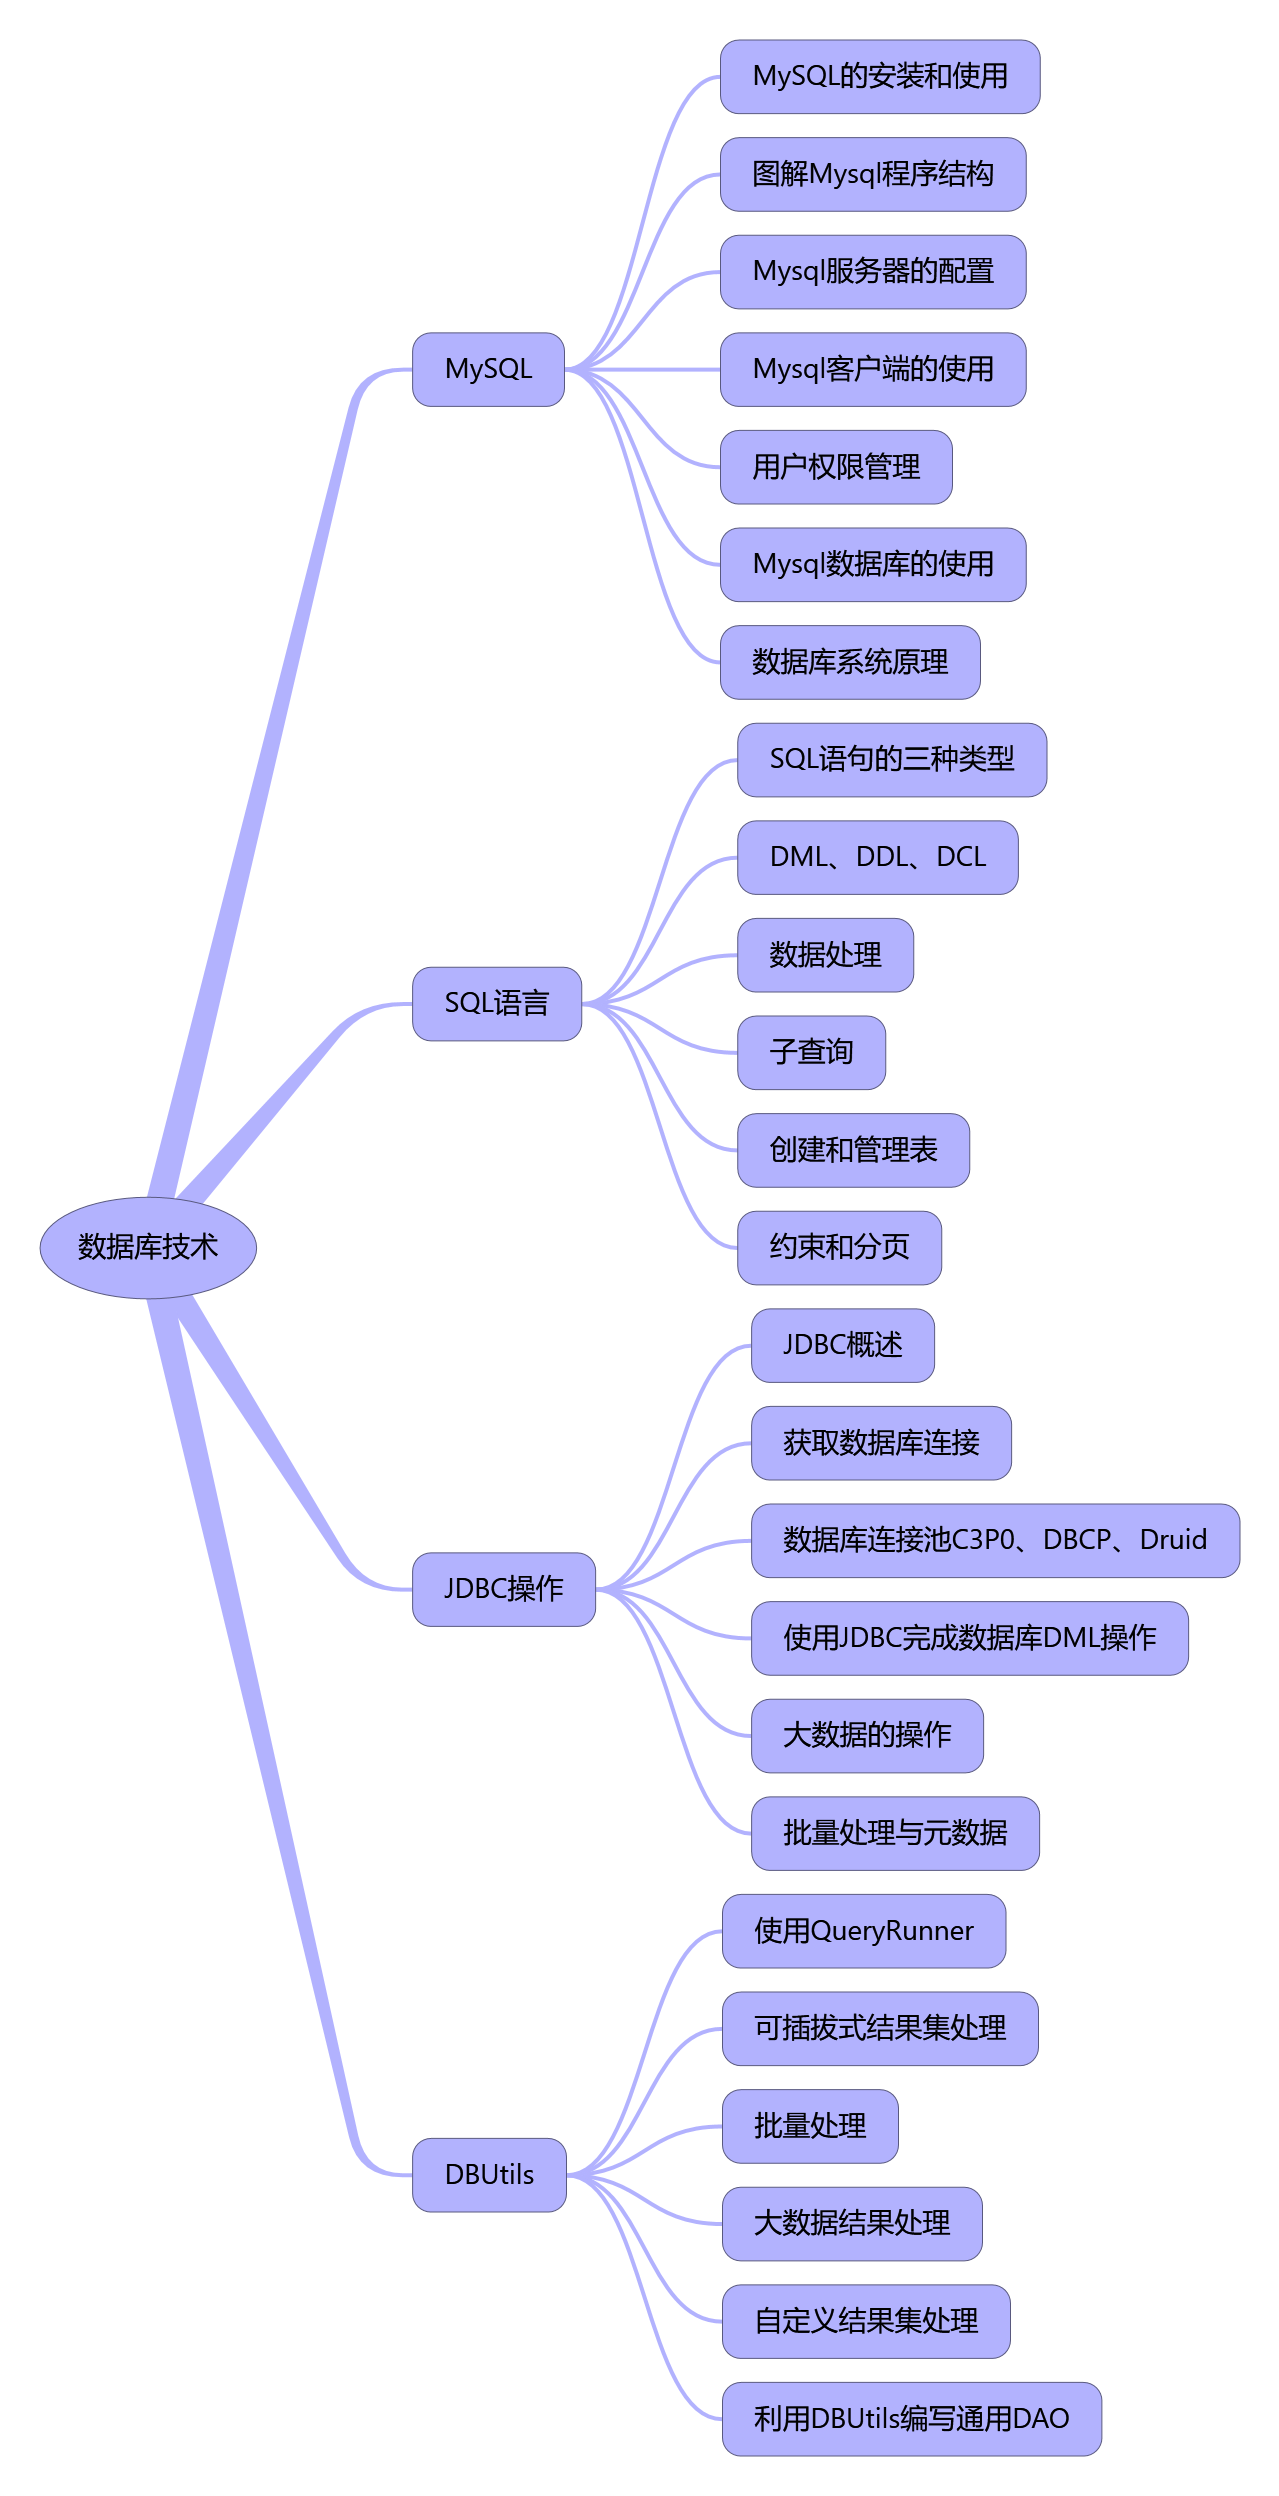 MySQL的安装和使用
图解Mysql程序结构
Mysql服务器的配置
MySQL
Mysql客户端的使用
用户权限管理
Mysql数据库的使用
数据库系统原理
SQL语句的三种类型
DML、DDL、DCL
数据处理
SQL语言
子查询
创建和管理表
数据库技术
约束和分页
JDBC概述
获取数据库连接
数据库连接池C3P0、DBCP、Druid
JDBC操作
使用JDBC完成数据库DML操作
大数据的操作
批量处理与元数据
使用QueryRunner
可插拔式结果集处理
批量处理
DBUtils
大数据结果处理
自定义结果集处理
利用DBUtils编写通用DAO